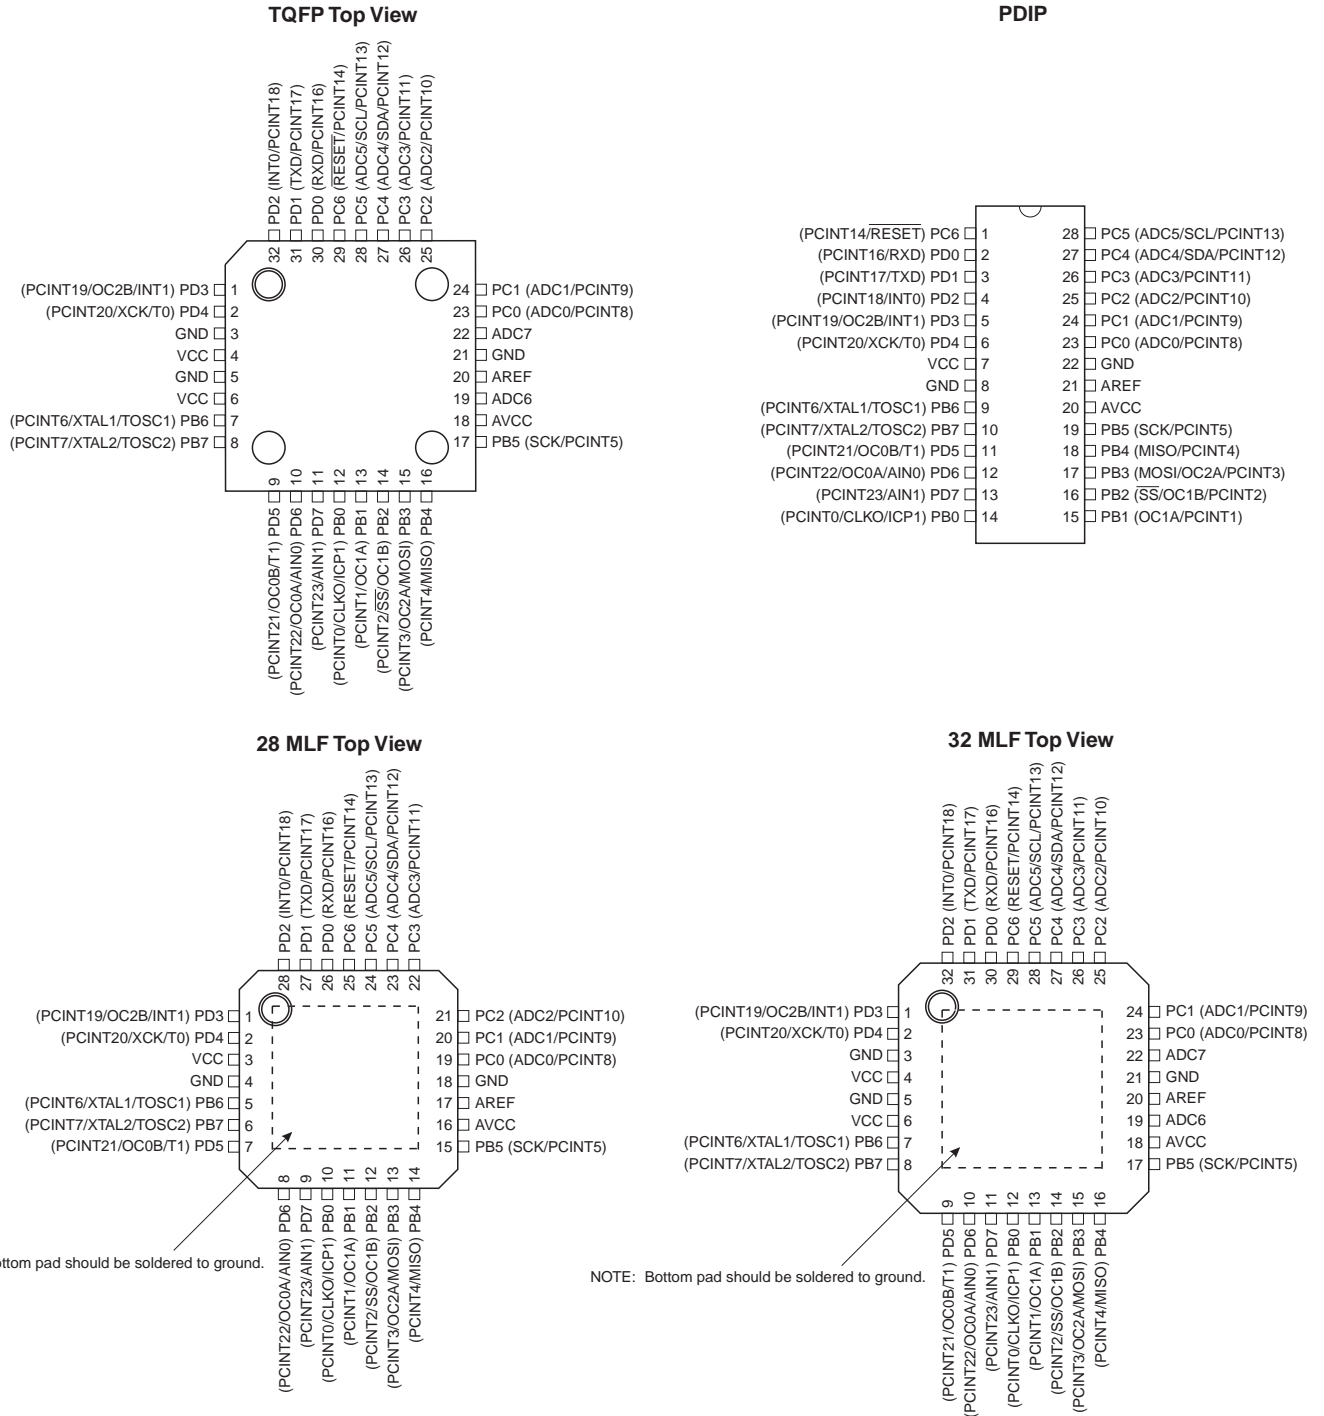 TQFP Top View
PD2 (INT0/PCINT18)
PD1 (TXD/PCINT17)
PD0 (RXD/PCINT16)
PC6 (RESET/PCINT14)
PC5 (ADC5/SCL/PCINT13)
PC4 (ADC4/SDA/PCINT12)
PC3 (ADC3/PCINT11)
PC2 (ADC2/PCINT10)
32 31 30 29 28 27 26 25
(PCINT19/OC2B/INT1) PD3 1
(PCINT20/XCK/T0) PD4 2
GND 3
VCC 4
GND 5
VCC 6
(PCINT6/XTAL1/TOSC1) PB6 7
(PCINT7/XTAL2/TOSC2) PB7 8
24 PC1 (ADC1/PCINT9)
23 PC0 (ADC0/PCINT8)
22 ADC7
21 GND
20 AREF
19 ADC6
18 AVCC
17 PB5 (SCK/PCINT5)
9 10 11 12 13 14 15 16
(PCINT21/OC0B/T1) PD5
(PCINT22/OC0A/AIN0) PD6
(PCINT23/AIN1) PD7
(PCINT0/CLKO/ICP1) PB0
(PCINT1/OC1A) PB1
(PCINT2/SS/OC1B) PB2
(PCINT3/OC2A/MOSI) PB3
(PCINT4/MISO) PB4
PDIP
(PCINT14/RESET) PC6 1
(PCINT16/RXD) PD0 2
(PCINT17/TXD) PD1 3
(PCINT18/INT0) PD2 4
(PCINT19/OC2B/INT1) PD3 5
(PCINT20/XCK/T0) PD4 6
VCC 7
GND 8
(PCINT6/XTAL1/TOSC1) PB6 9
(PCINT7/XTAL2/TOSC2) PB7 10
(PCINT21/OC0B/T1) PD5 11
(PCINT22/OC0A/AIN0) PD6 12
(PCINT23/AIN1) PD7 13
(PCINT0/CLKO/ICP1) PB0 14
28 PC5 (ADC5/SCL/PCINT13)
27 PC4 (ADC4/SDA/PCINT12)
26 PC3 (ADC3/PCINT11)
25 PC2 (ADC2/PCINT10)
24 PC1 (ADC1/PCINT9)
23 PC0 (ADC0/PCINT8)
22 GND
21 AREF
20 AVCC
19 PB5 (SCK/PCINT5)
18 PB4 (MISO/PCINT4)
17 PB3 (MOSI/OC2A/PCINT3)
16 PB2 (SS/OC1B/PCINT2)
15 PB1 (OC1A/PCINT1)
28 MLF Top View
PD2 (INT0/PCINT18)
PD1 (TXD/PCINT17)
PD0 (RXD/PCINT16)
PC6 (RESET/PCINT14)
PC5 (ADC5/SCL/PCINT13)
PC4 (ADC4/SDA/PCINT12)
PC3 (ADC3/PCINT11)
28 27 26 25 24 23 22
(PCINT19/OC2B/INT1) PD3 1
(PCINT20/XCK/T0) PD4 2
VCC 3
GND 4
(PCINT6/XTAL1/TOSC1) PB6 5
(PCINT7/XTAL2/TOSC2) PB7 6
(PCINT21/OC0B/T1) PD5 7
21 PC2 (ADC2/PCINT10)
20 PC1 (ADC1/PCINT9)
19 PC0 (ADC0/PCINT8)
18 GND
17 AREF
16 AVCC
15 PB5 (SCK/PCINT5)
8 9 10 11 12 13 14
(PCINT22/OC0A/AIN0) PD6
(PCINT23/AIN1) PD7
(PCINT0/CLKO/ICP1) PB0
(PCINT1/OC1A) PB1
(PCINT2/SS/OC1B) PB2
(PCINT3/OC2A/MOSI) PB3
(PCINT4/MISO) PB4
ttom pad should be soldered to ground.
32 MLF Top View
PD2 (INT0/PCINT18)
PD1 (TXD/PCINT17)
PD0 (RXD/PCINT16)
PC6 (RESET/PCINT14)
PC5 (ADC5/SCL/PCINT13)
PC4 (ADC4/SDA/PCINT12)
PC3 (ADC3/PCINT11)
PC2 (ADC2/PCINT10)
32 31 30 29 28 27 26 25
(PCINT19/OC2B/INT1) PD3 1
(PCINT20/XCK/T0) PD4 2
GND 3
VCC 4
GND 5
VCC 6
(PCINT6/XTAL1/TOSC1) PB6 7
(PCINT7/XTAL2/TOSC2) PB7 8
24 PC1 (ADC1/PCINT9)
23 PC0 (ADC0/PCINT8)
22 ADC7
21 GND
20 AREF
19 ADC6
18 AVCC
17 PB5 (SCK/PCINT5)
9 10 11 12 13 14 15 16
(PCINT21/OC0B/T1) PD5
(PCINT22/OC0A/AIN0) PD6
(PCINT23/AIN1) PD7
(PCINT0/CLKO/ICP1) PB0
(PCINT1/OC1A) PB1
(PCINT2/SS/OC1B) PB2
(PCINT3/OC2A/MOSI) PB3
(PCINT4/MISO) PB4
NOTE: Bottom pad should be soldered to ground.